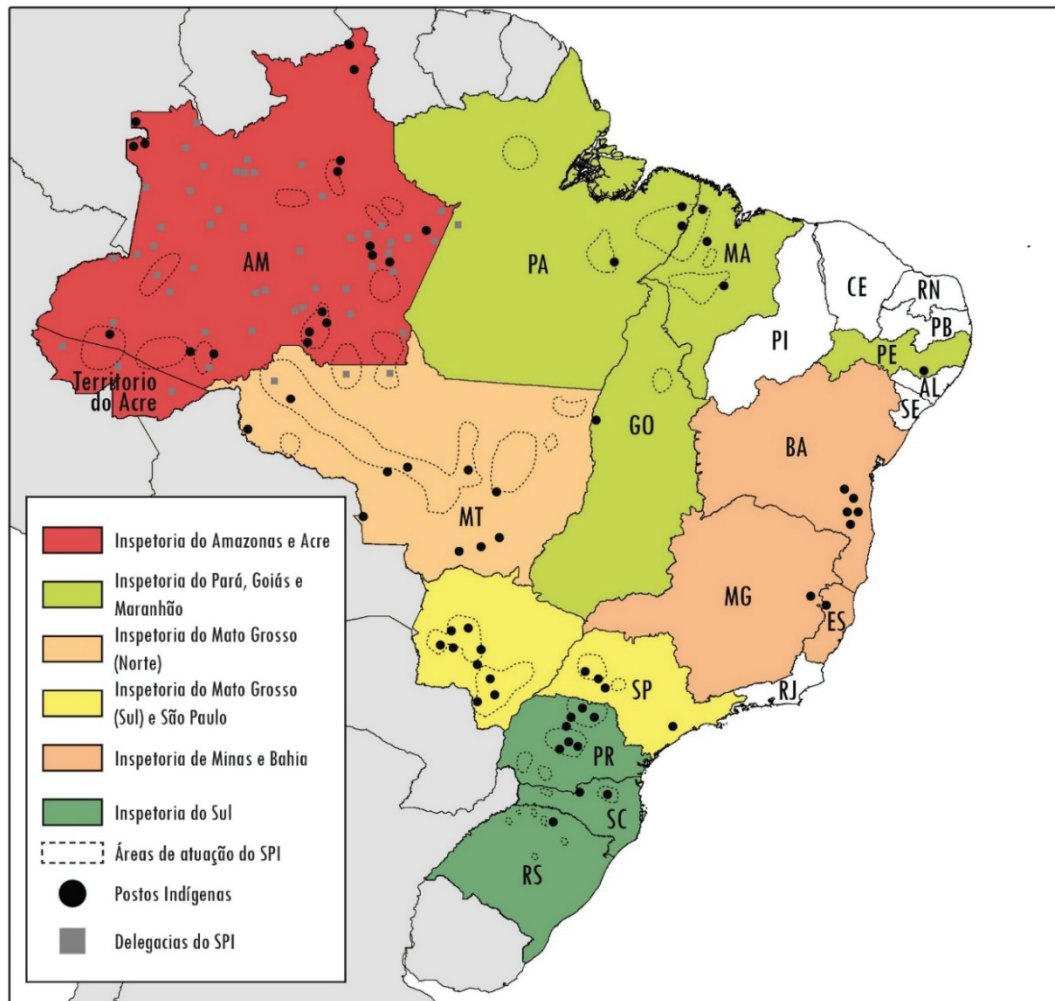 AM
PA
MA
CE
RN
PB
PI
PE
AL
SE
Territorio
do Acre
GO
BA
MT
MG
ES
SP
RJ
PR
SC
RS
Inspetoria do Amazonas e Acre
Inspetoria do Pará, Goiás e
Maranhão
Inspetoria do Mato Grosso
(Norte)
Inspetoria do Mato Grosso
(Sul) e São Paulo
Inspetoria de Minas e Bahia
Inspetoria do Sul
Áreas de atuação do SPI
Postos Indígenas
Delegacias do SPI